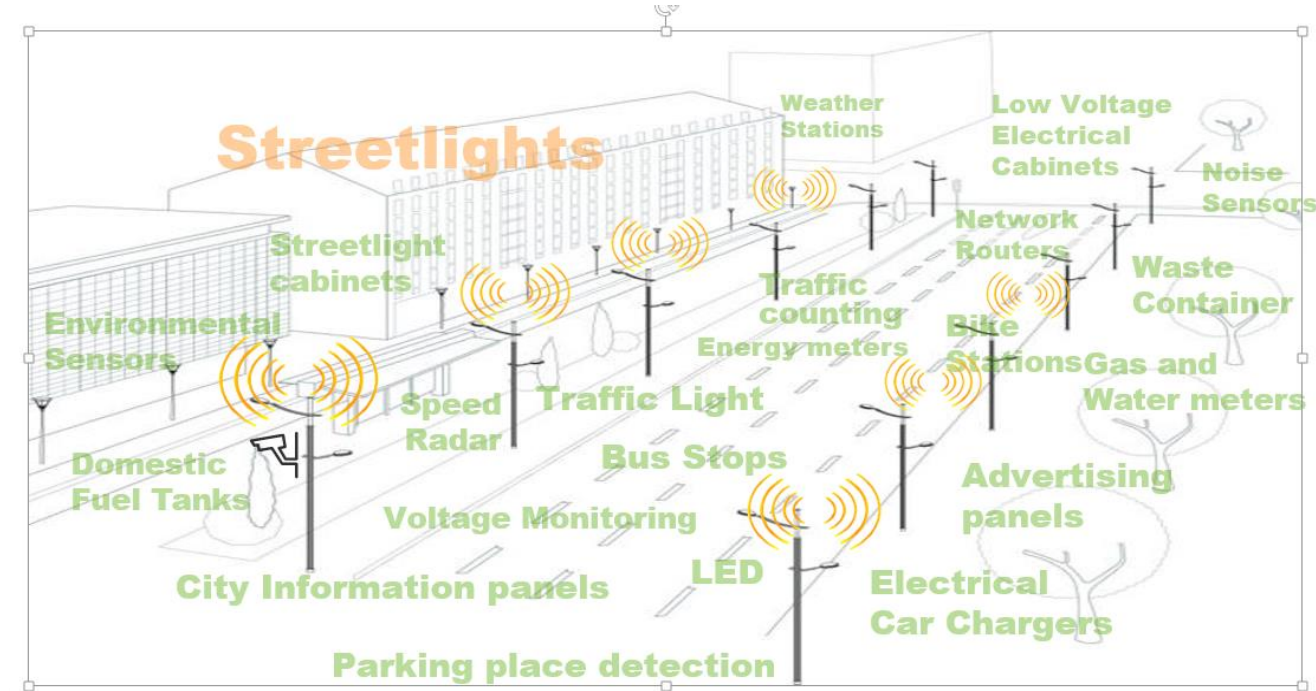 Weather
Stations
Low Voltage
Electrical
Cabinets
Streetlights
Noise
Sensors
Network
Routers
Streetlight
cabinets
Waste
Container
Traffic
counting
Environmental
Sensors
Energy meters
Bike
Stations
Gas and
Water meters
Speed
Radar
Traffic Light
Bus Stops
Domestic
Fuel Tanks
Advertising
panels
Voltage Monitoring
LED
City Information panels
Electrical
Car Chargers
Parking place detection